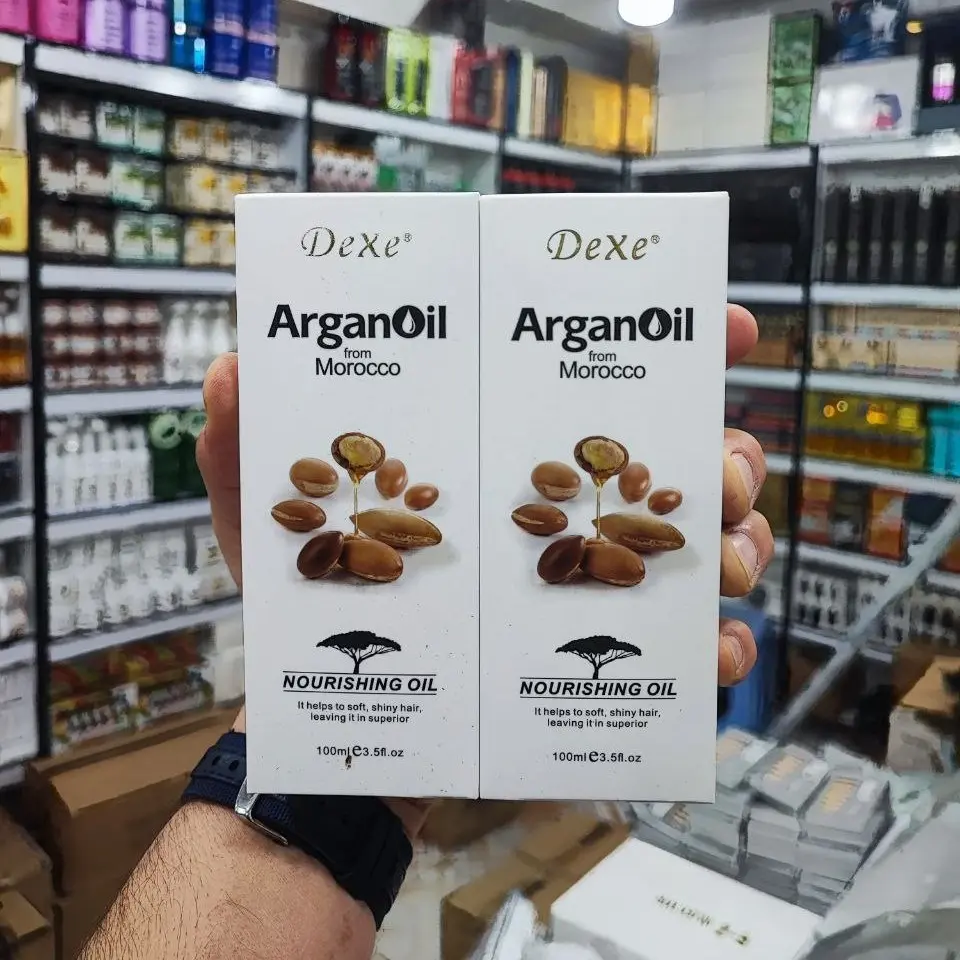 DeXe®
ArganOil
from
Morocco
NOURISHING OIL
It helps to soft, shiny hair,
leaving it in superior
100ml e 3.5fl.oz
DeXe®
ArganOil
from
Morocco
NOURISHING OIL
It helps to soft, shiny hair,
leaving it in superior
100ml e 3.5fl.oz